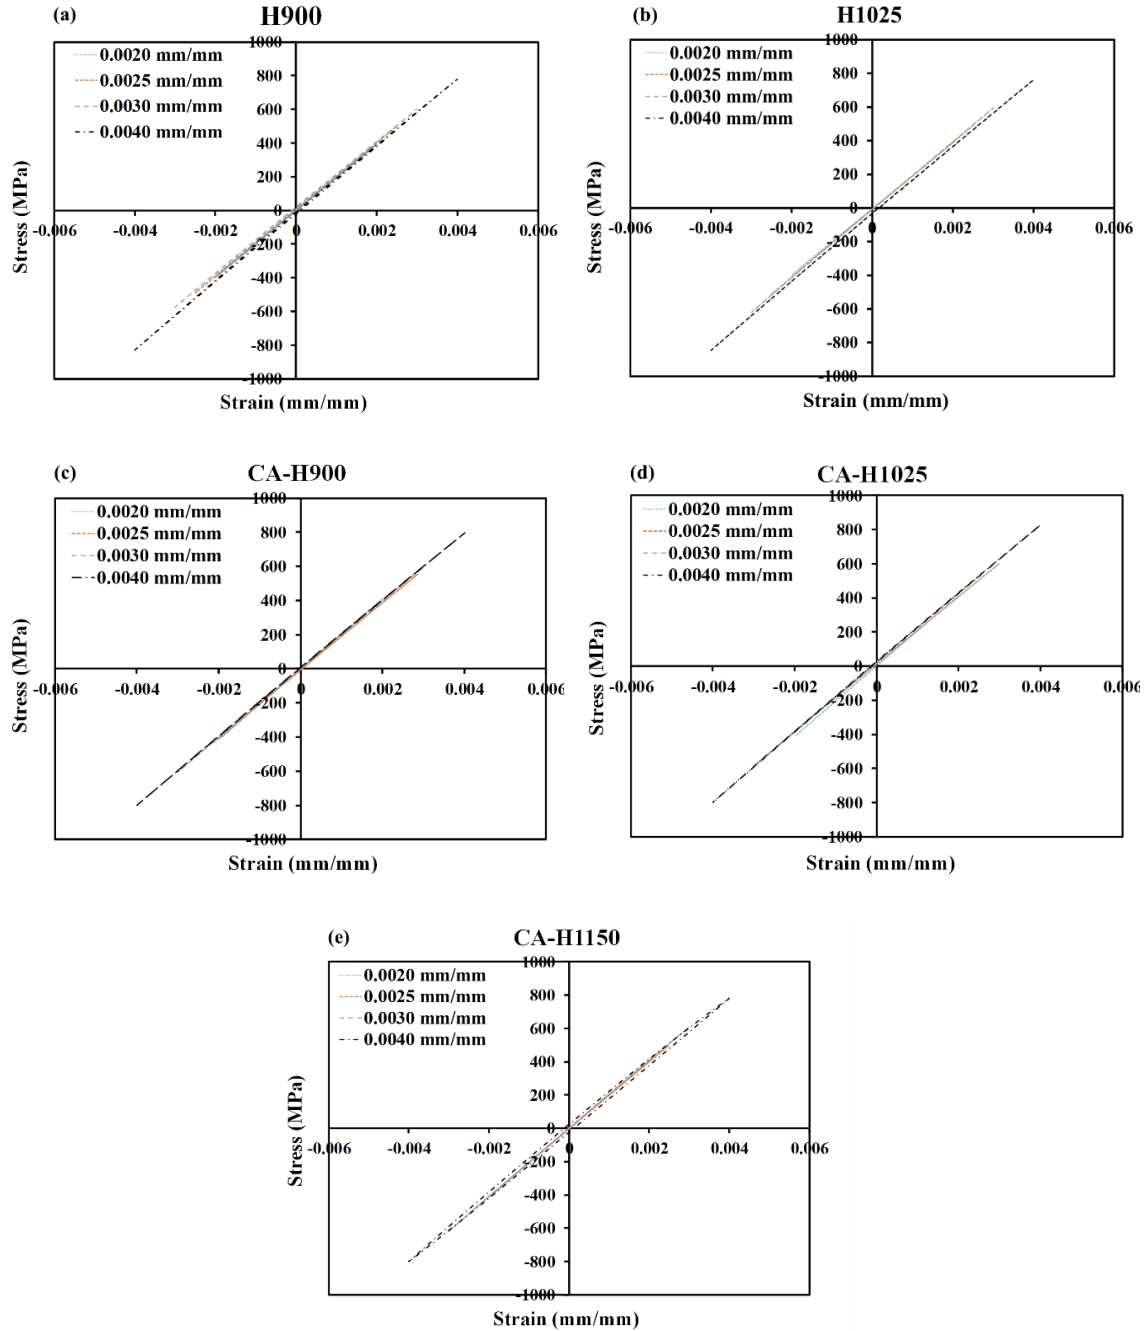 (a) H900
0.0020 mm/mm
0.0025 mm/mm
0.0030 mm/mm
0.0040 mm/mm
1000
800
600
400
200
0
-200
-400
-600
-800
-1000
-0.006 -0.004 -0.002 0 0.002 0.004 0.006
Stress (MPa)
Strain (mm/mm)
(b) H1025
0.0020 mm/mm
0.0025 mm/mm
0.0030 mm/mm
0.0040 mm/mm
1000
800
600
400
200
0
-200
-400
-600
-800
-1000
-0.006 -0.004 -0.002 0 0.002 0.004 0.006
Stress (MPa)
Strain (mm/mm)
(c) CA-H900
0.0020 mm/mm
0.0025 mm/mm
0.0030 mm/mm
0.0040 mm/mm
1000
800
600
400
200
0
-200
-400
-600
-800
-1000
-0.006 -0.004 -0.002 0 0.002 0.004 0.006
Stress (MPa)
Strain (mm/mm)
(d) CA-H1025
0.0020 mm/mm
0.0025 mm/mm
0.0030 mm/mm
0.0040 mm/mm
1000
800
600
400
200
0
-200
-400
-600
-800
-1000
-0.006 -0.004 -0.002 0 0.002 0.004 0.006
Stress (MPa)
Strain (mm/mm)
(e) CA-H1150
0.0020 mm/mm
0.0025 mm/mm
0.0030 mm/mm
0.0040 mm/mm
1000
800
600
400
200
0
-200
-400
-600
-800
-1000
-0.006 -0.004 -0.002 0 0.002 0.004 0.006
Stress (MPa)
Strain (mm/mm)